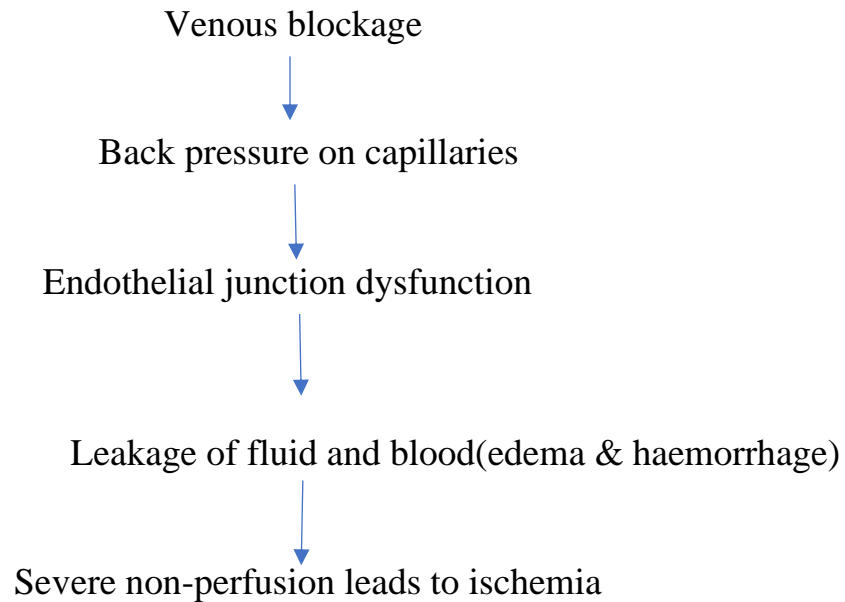 Venous blockage
Back pressure on capillaries
Endothelial junction dysfunction
Leakage of fluid and blood(edema & haemorrhage)
Severe non-perfusion leads to ischemia